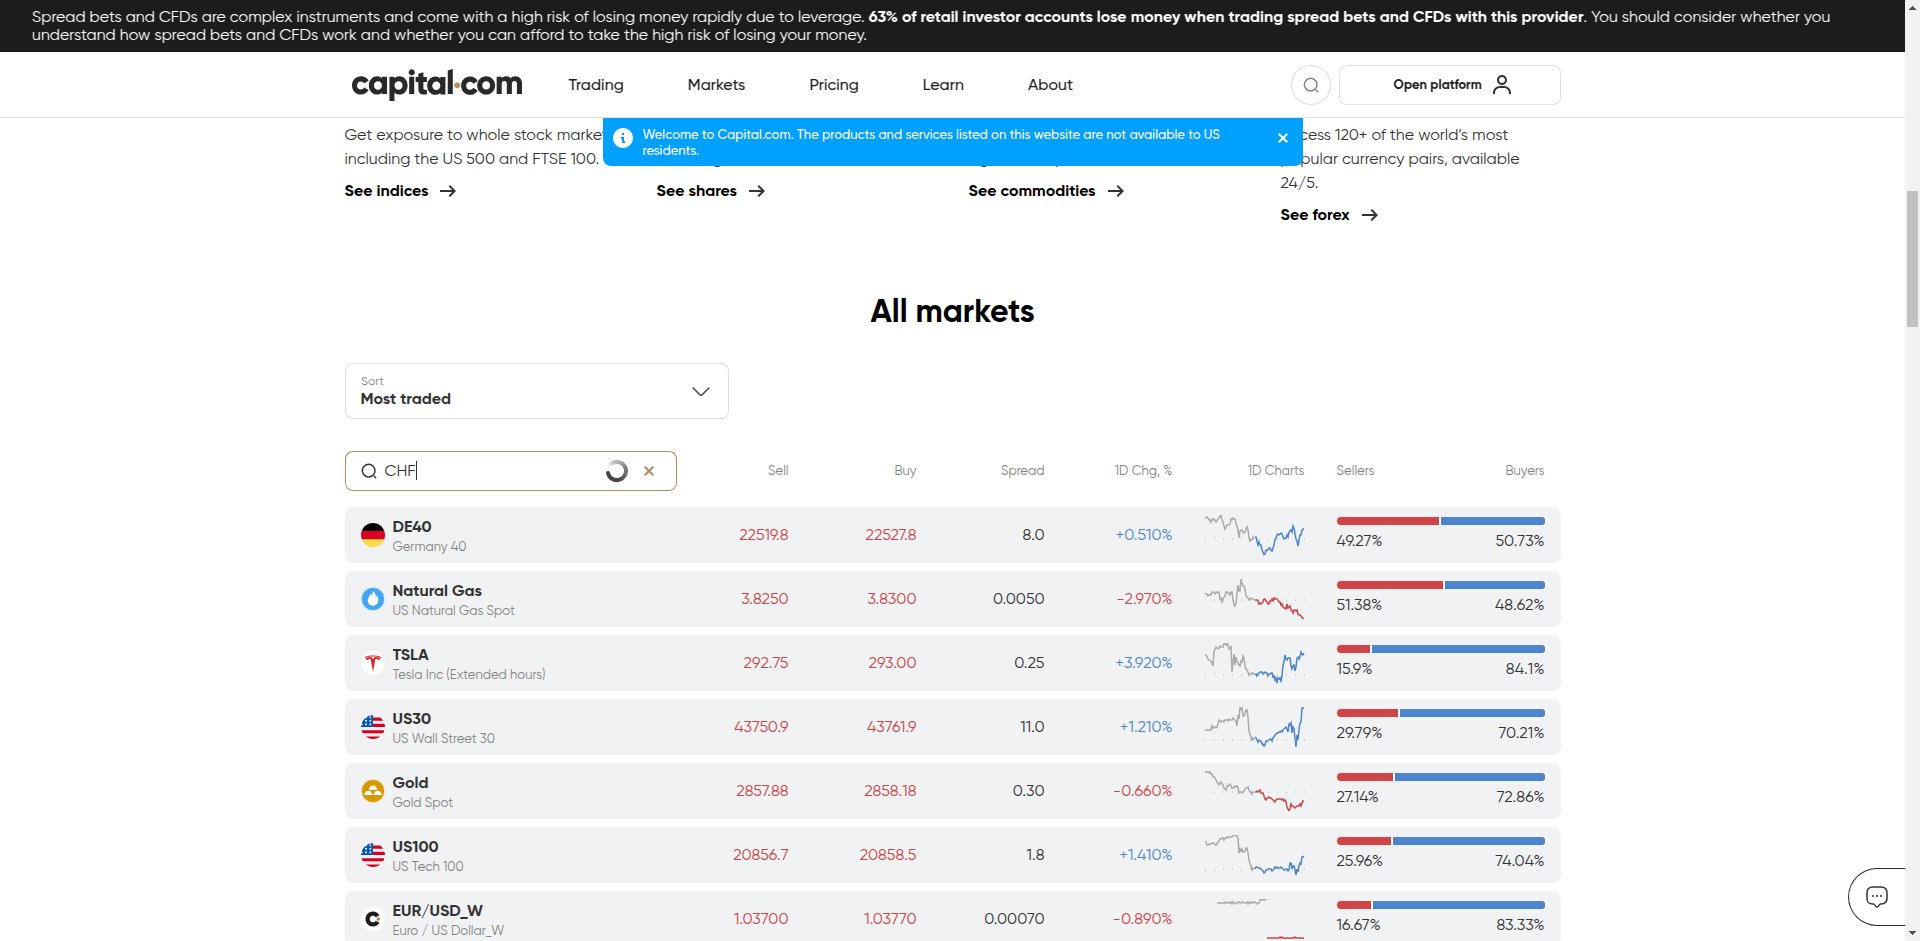 Spread bets and CFDs are complex instruments and come with a high risk of losing money rapidly due to leverage. 63% of retail investor accounts lose money when trading spread bets and CFDs with this provider. You should consider whether you
understand how spread bets and CFDs work and whether you can afford to take the high risk of losing your money.
capital.com Trading Markets Pricing Learn About Open platform
Welcome to Capital.com. The products and services listed on this website are not available to US
residents.
Get exposure to whole stock market
including the US 500 and FTSE 100.
See indices
See shares
See commodities
cess 120+ of the world's most
pular currency pairs, available
24/5.
See forex
All markets
Sort
Most traded
CHF Sell Buy Spread 1D Chg, % 1D Charts Sellers Buyers
DE40
Germany 40
22519.8 22527.8 8.0 +0.510% 49.27% 50.73%
Natural Gas
US Natural Gas Spot
3.8250 3.8300 0.0050 -2.970% 51.38% 48.62%
TSLA
Tesla Inc (Extended hours)
292.75 293.00 0.25 +3.920% 15.9% 84.1%
US30
US Wall Street 30
43750.9 43761.9 11.0 +1.210% 29.79% 70.21%
Gold
Gold Spot
2857.88 2858.18 0.30 -0.660% 27.14% 72.86%
US100
US Tech 100
20856.7 20858.5 1.8 +1.410% 25.96% 74.04%
EUR/USD_W
Euro / US Dollar_W
1.03700 1.03770 0.00070 -0.890% 16.67% 83.33%